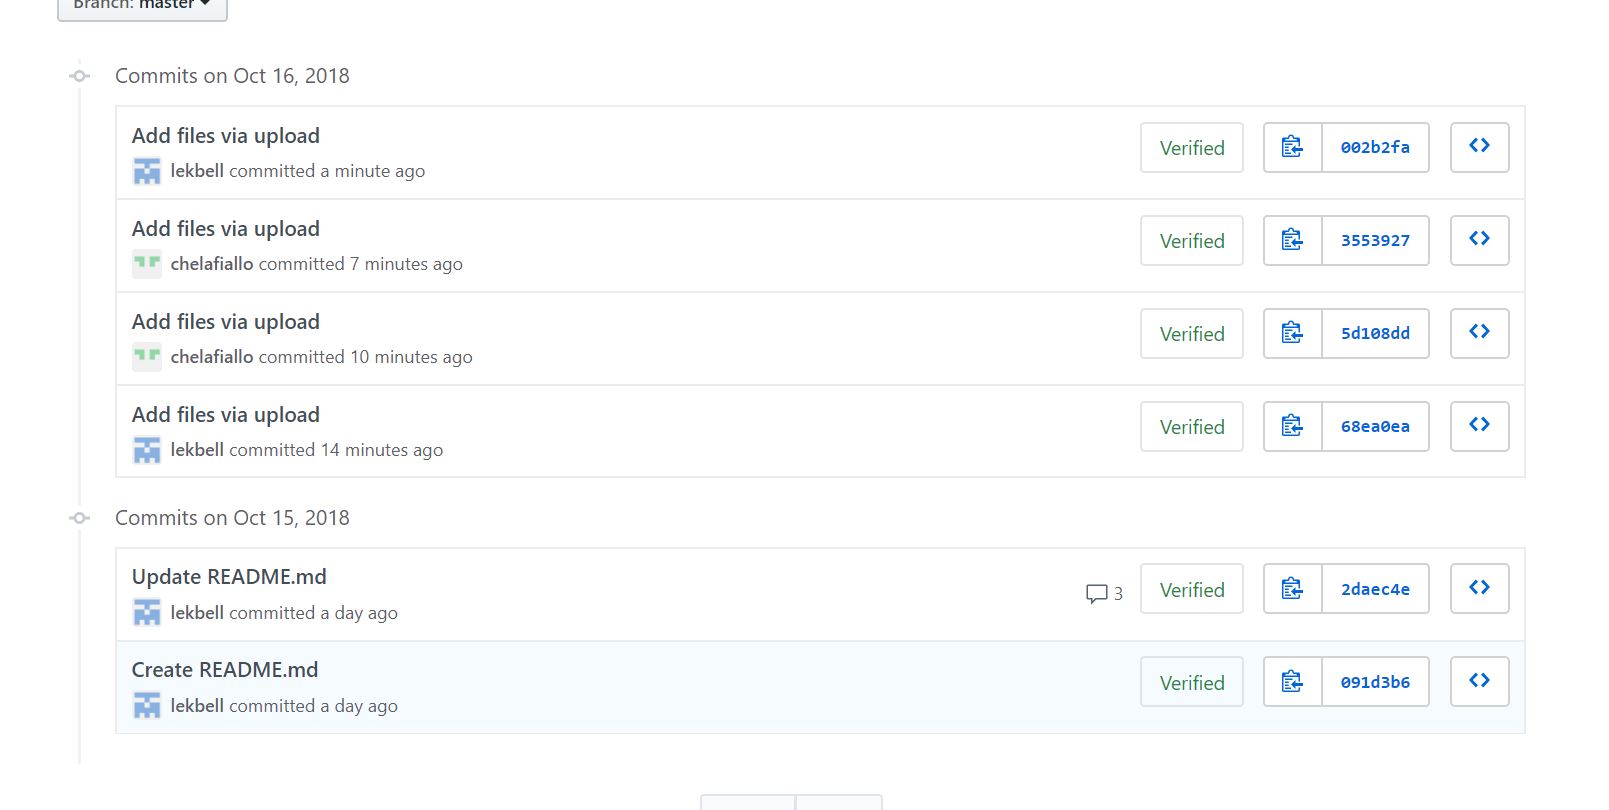 Branch: master
Commits on Oct 16, 2018
Add files via upload
lekbell committed a minute ago
Verified
002b2fa
Add files via upload
chelafiallo committed 7 minutes ago
Verified
3553927
Add files via upload
chelafiallo committed 10 minutes ago
Verified
5d108dd
Add files via upload
lekbell committed 14 minutes ago
Verified
68ea0ea
Commits on Oct 15, 2018
Update README.md
lekbell committed a day ago
3
Verified
2daec4e
Create README.md
lekbell committed a day ago
Verified
091d3b6